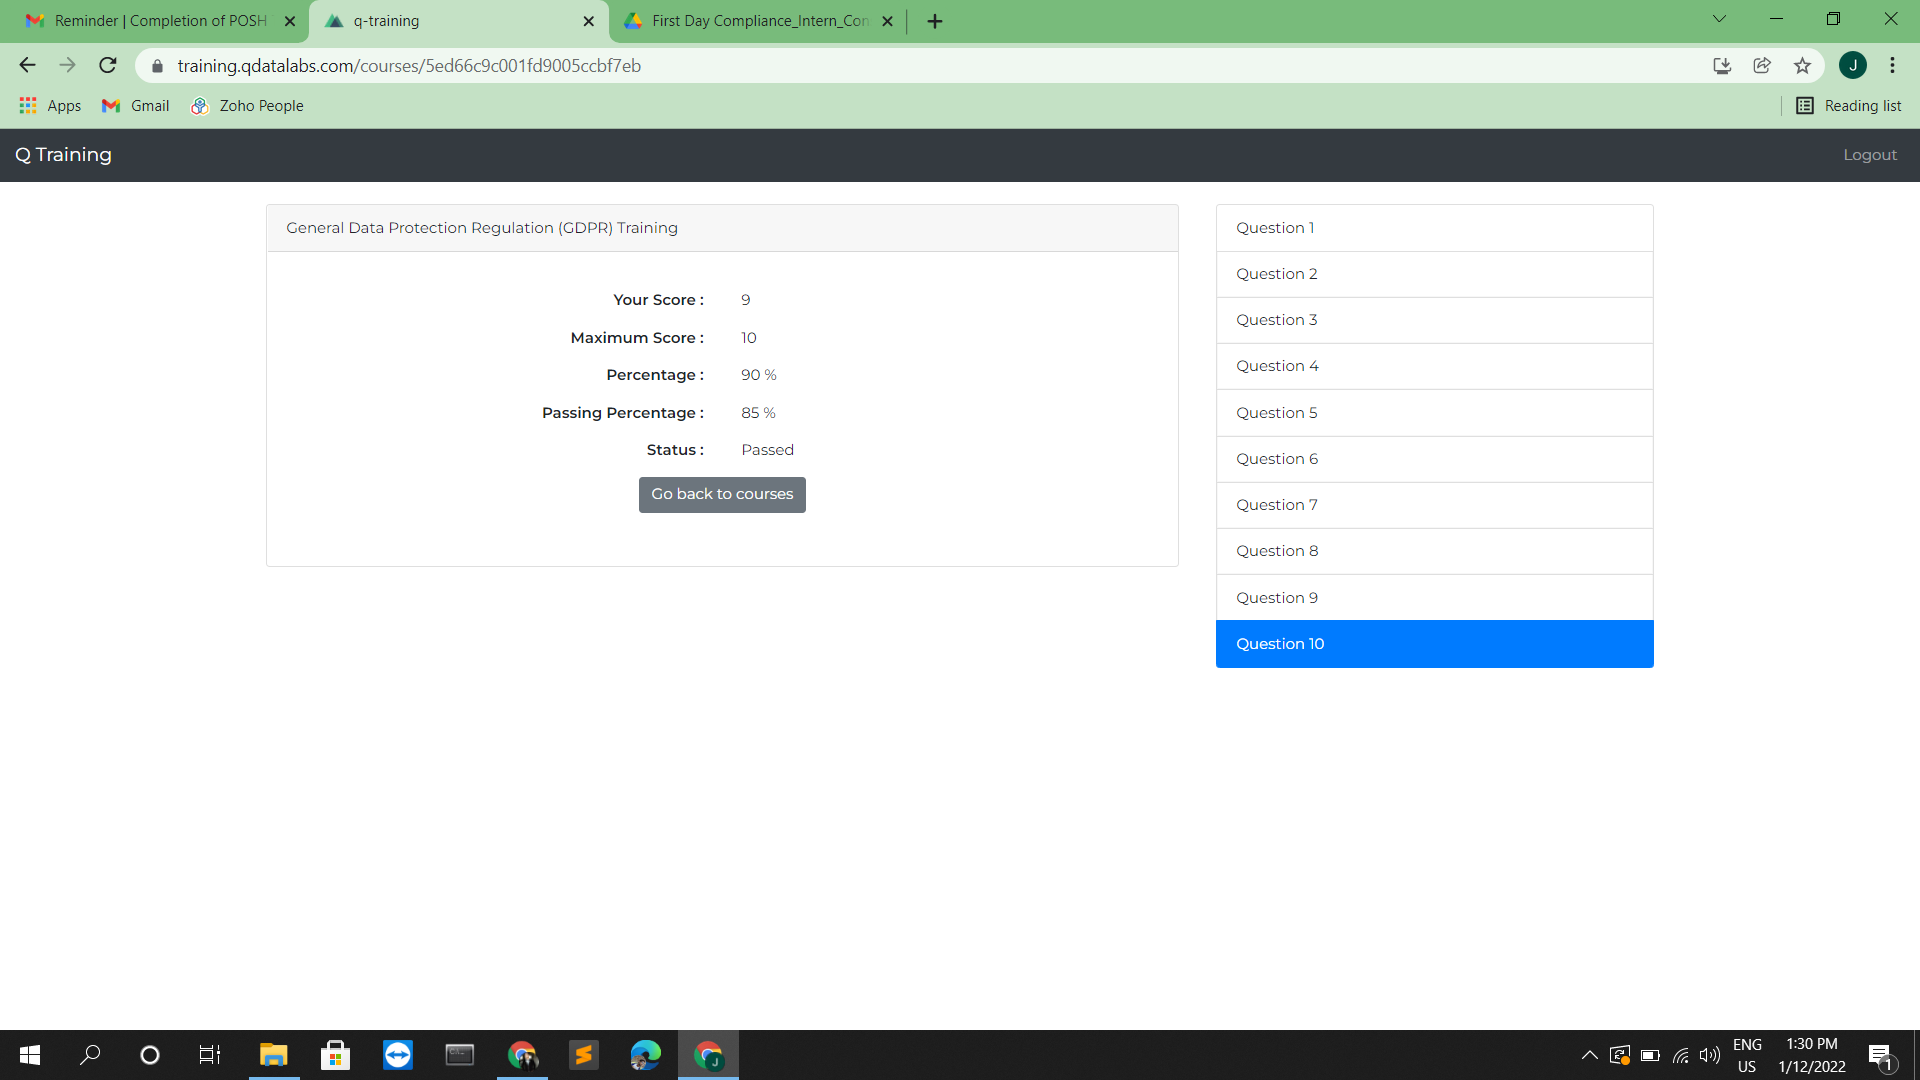 Reminder | Completion of POSH
q-training
First Day Compliance_Intern_Con
training.qdatalabs.com/courses/5ed66c9c001fd9005ccbf7eb
J
Apps
Gmail
Zoho People
Reading list
Q Training
Logout
General Data Protection Regulation (GDPR) Training
Your Score : 9
Maximum Score : 10
Percentage : 90 %
Passing Percentage : 85 %
Status : Passed
Go back to courses
Question 1
Question 2
Question 3
Question 4
Question 5
Question 6
Question 7
Question 8
Question 9
Question 10
J
ENG
US
1:30 PM
1/12/2022
1